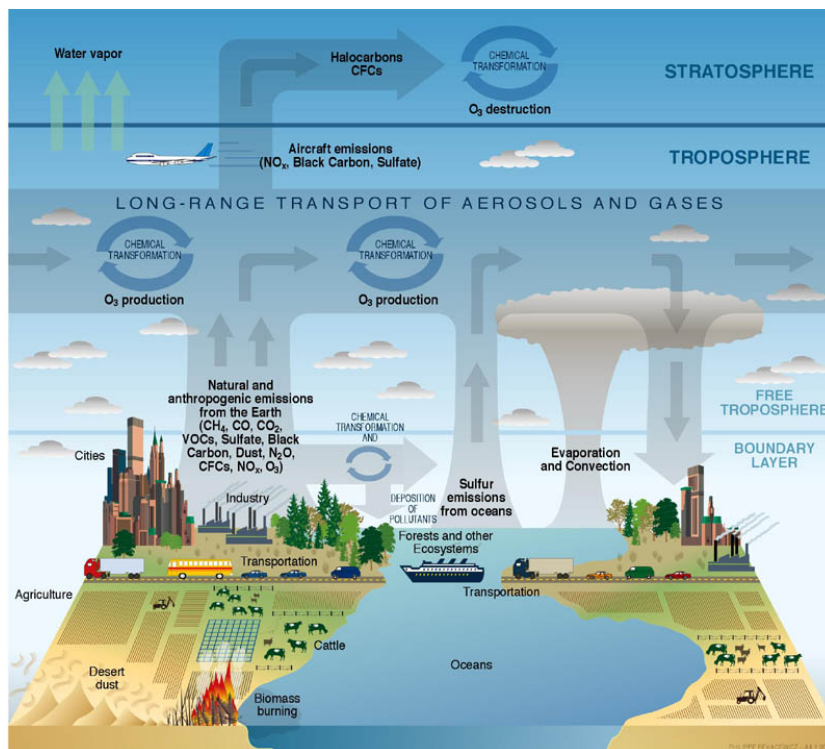 Water vapor
Halocarbons
CFCs
CHEMICAL
TRANSFORMATION
O₃ destruction
STRATOSPHERE
Aircraft emissions
(NOₓ, Black Carbon, Sulfate)
TROPOSPHERE
LONG-RANGE TRANSPORT OF AEROSOLS AND GASES
CHEMICAL
TRANSFORMATION
O₃ production
CHEMICAL
TRANSFORMATION
O₃ production
Natural and
anthropogenic emissions
from the Earth
(CH₄, CO, CO₂,
VOCs, Sulfate, Black
Carbon, Dust, N₂O,
CFCs, NOₓ, O₃)
CHEMICAL
TRANSFORMATION
AND
DEPOSITION
OF
POLLUTANTS
FREE
TROPOSPHERE
BOUNDARY
LAYER
Cities
Industry
Sulfur
emissions
from oceans
Evaporation
and Convection
Forests and other
Ecosystems
Transportation
Transportation
Agriculture
Cattle
Oceans
Desert
dust
Biomass
burning